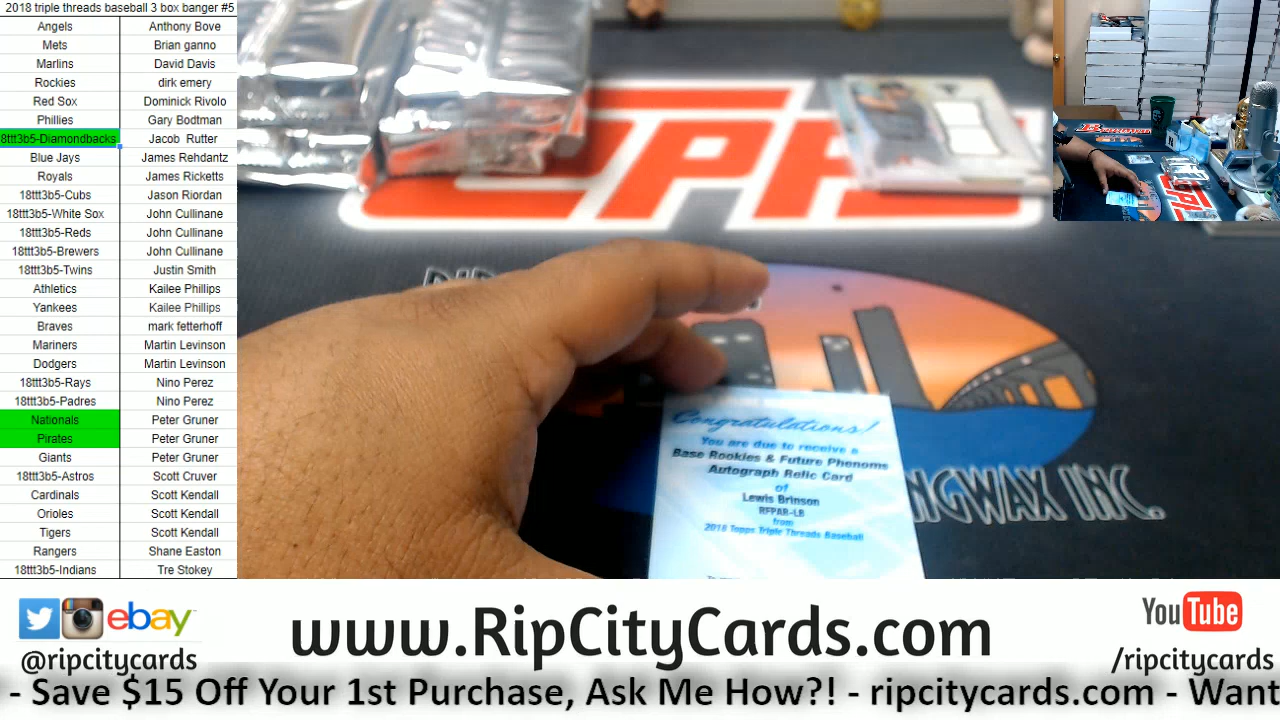 2018 triple threads baseball 3 box banger #5
Angels Anthony Bove
Mets Brian ganno
Marlins David Davis
Rockies dirk emery
Red Sox Dominick Rivolo
Phillies Gary Bodtman
8ttt3b5-Diamondbacks Jacob Rutter
Blue Jays James Rehdantz
Royals James Ricketts
18ttt3b5-Cubs Jason Riordan
18ttt3b5-White Sox John Cullinane
18ttt3b5-Reds John Cullinane
18ttt3b5-Brewers John Cullinane
18ttt3b5-Twins Justin Smith
Athletics Kailee Phillips
Yankees Kailee Phillips
Braves mark fetterhoff
Mariners Martin Levinson
Dodgers Martin Levinson
18ttt3b5-Rays Nino Perez
18ttt3b5-Padres Nino Perez
Nationals Peter Gruner
Pirates Peter Gruner
Giants Peter Gruner
18ttt3b5-Astros Scott Cruver
Cardinals Scott Kendall
Orioles Scott Kendall
Tigers Scott Kendall
Rangers Shane Easton
18ttt3b5-Indians Tre Stokey
Congratulations!
You are due to receive a
Base Rookies & Future Phenoms
Autograph Relic Card
of
Lewis Brinson
RFPAR-LB
from
2018 Topps Triple Threads Baseball
INGWAX INC.
ebay
@ripcitycards
www.RipCityCards.com
YouTube
/ripcitycards
- Save $15 Off Your 1st Purchase, Ask Me How?! - ripcitycards.com - Want